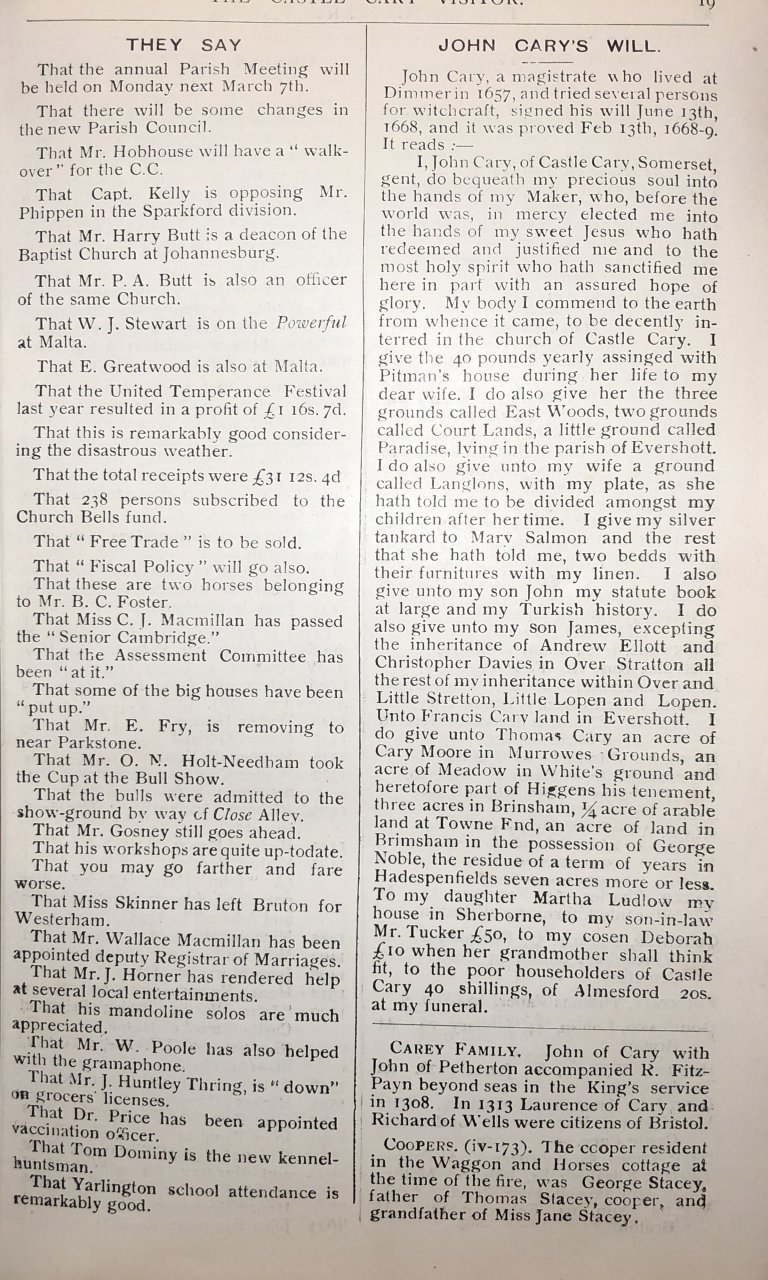 THE CASTLE CARY VISITOR.
19
THEY SAY
That the annual Parish Meeting will
be held on Monday next March 7th.
That there will be some changes in
the new Parish Council.
That Mr. Hobhouse will have a “ walk-
over ” for the C.C.
That Capt. Kelly is opposing Mr.
Phippen in the Sparkford division.
That Mr. Harry Butt is a deacon of the
Baptist Church at Johannesburg.
That Mr. P. A. Butt is also an officer
of the same Church.
That W. J. Stewart is on the Powerful
at Malta.
That E. Greatwood is also at Malta.
That the United Temperance Festival
last year resulted in a profit of £1 16s. 7d.
That this is remarkably good consider-
ing the disastrous weather.
That the total receipts were £31 12s. 4d
That 238 persons subscribed to the
Church Bells fund.
That “ Free Trade ” is to be sold.
That “ Fiscal Policy ” will go also.
That these are two horses belonging
to Mr. B. C. Foster.
That Miss C. J. Macmillan has passed
the “ Senior Cambridge.”
That the Assessment Committee has
been “ at it.”
That some of the big houses have been
“ put up.”
That Mr. E. Fry, is removing to
near Parkstone.
That Mr. O. N. Holt-Needham took
the Cup at the Bull Show.
That the bulls were admitted to the
show-ground by way of Close Alley.
That Mr. Gosney still goes ahead.
That his workshops are quite up-todate.
That you may go farther and fare
worse.
That Miss Skinner has left Bruton for
Westerham.
That Mr. Wallace Macmillan has been
appointed deputy Registrar of Marriages.
That Mr. J. Horner has rendered help
at several local entertainments.
That his mandoline solos are much
appreciated.
That Mr. W. Poole has also helped
with the gramaphone.
That Mr. J. Huntley Thring, is “ down”
on grocers' licenses.
That Dr. Price has been appointed
vaccination officer.
That Tom Dominy is the new kennel-
huntsman.
That Yarlington school attendance is
remarkably good.
JOHN CARY'S WILL.
John Cary, a magistrate who lived at
Dimmer in 1657, and tried several persons
for witchcraft, signed his will June 13th,
1668, and it was proved Feb 13th, 1668-9.
It reads :—
I, John Cary, of Castle Cary, Somerset,
gent, do bequeath my precious soul into
the hands of my Maker, who, before the
world was, in mercy elected me into
the hands of my sweet Jesus who hath
redeemed and justified me and to the
most holy spirit who hath sanctified me
here in part with an assured hope of
glory. My body I commend to the earth
from whence it came, to be decently in-
terred in the church of Castle Cary. I
give the 40 pounds yearly assinged with
Pitman's house during her life to my
dear wife. I do also give her the three
grounds called East Woods, two grounds
called Court Lands, a little ground called
Paradise, lying in the parish of Evershott.
I do also give unto my wife a ground
called Langlons, with my plate, as she
hath told me to be divided amongst my
children after her time. I give my silver
tankard to Mary Salmon and the rest
that she hath told me, two bedds with
their furnitures with my linen. I also
give unto my son John my statute book
at large and my Turkish history. I do
also give unto my son James, excepting
the inheritance of Andrew Ellott and
Christopher Davies in Over Stratton all
the rest of my inheritance within Over and
Little Stretton, Little Lopen and Lopen.
Unto Francis Cary land in Evershott. I
do give unto Thomas Cary an acre of
Cary Moore in Murrowes Grounds, an
acre of Meadow in White's ground and
heretofore part of Higgens his tenement,
three acres in Brinsham, ¼ acre of arable
land at Towne End, an acre of land in
Brimsham in the possession of George
Noble, the residue of a term of years in
Hadespenfields seven acres more or less.
To my daughter Martha Ludlow my
house in Sherborne, to my son-in-law
Mr. Tucker £50, to my cosen Deborah
£10 when her grandmother shall think
fit, to the poor householders of Castle
Cary 40 shillings, of Almesford 20s.
at my funeral.
CAREY FAMILY. John of Cary with
John of Petherton accompanied R. Fitz-
Payn beyond seas in the King's service
in 1308. In 1313 Laurence of Cary and
Richard of Wells were citizens of Bristol.
COOPERS. (iv-173). The cooper resident
in the Waggon and Horses cottage at
the time of the fire, was George Stacey,
father of Thomas Stacey, cooper, and
grandfather of Miss Jane Stacey.